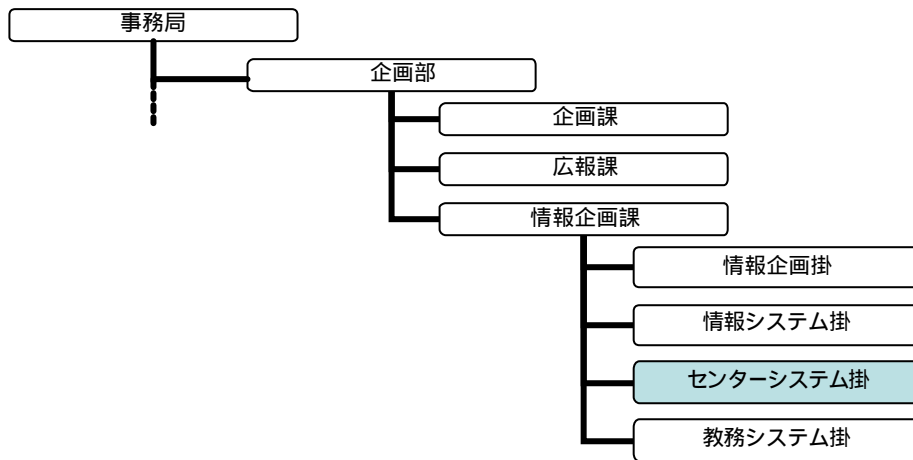 事務局
企画部
企画課
広報課
情報企画課
情報企画掛
情報システム掛
センターシステム掛
教務システム掛